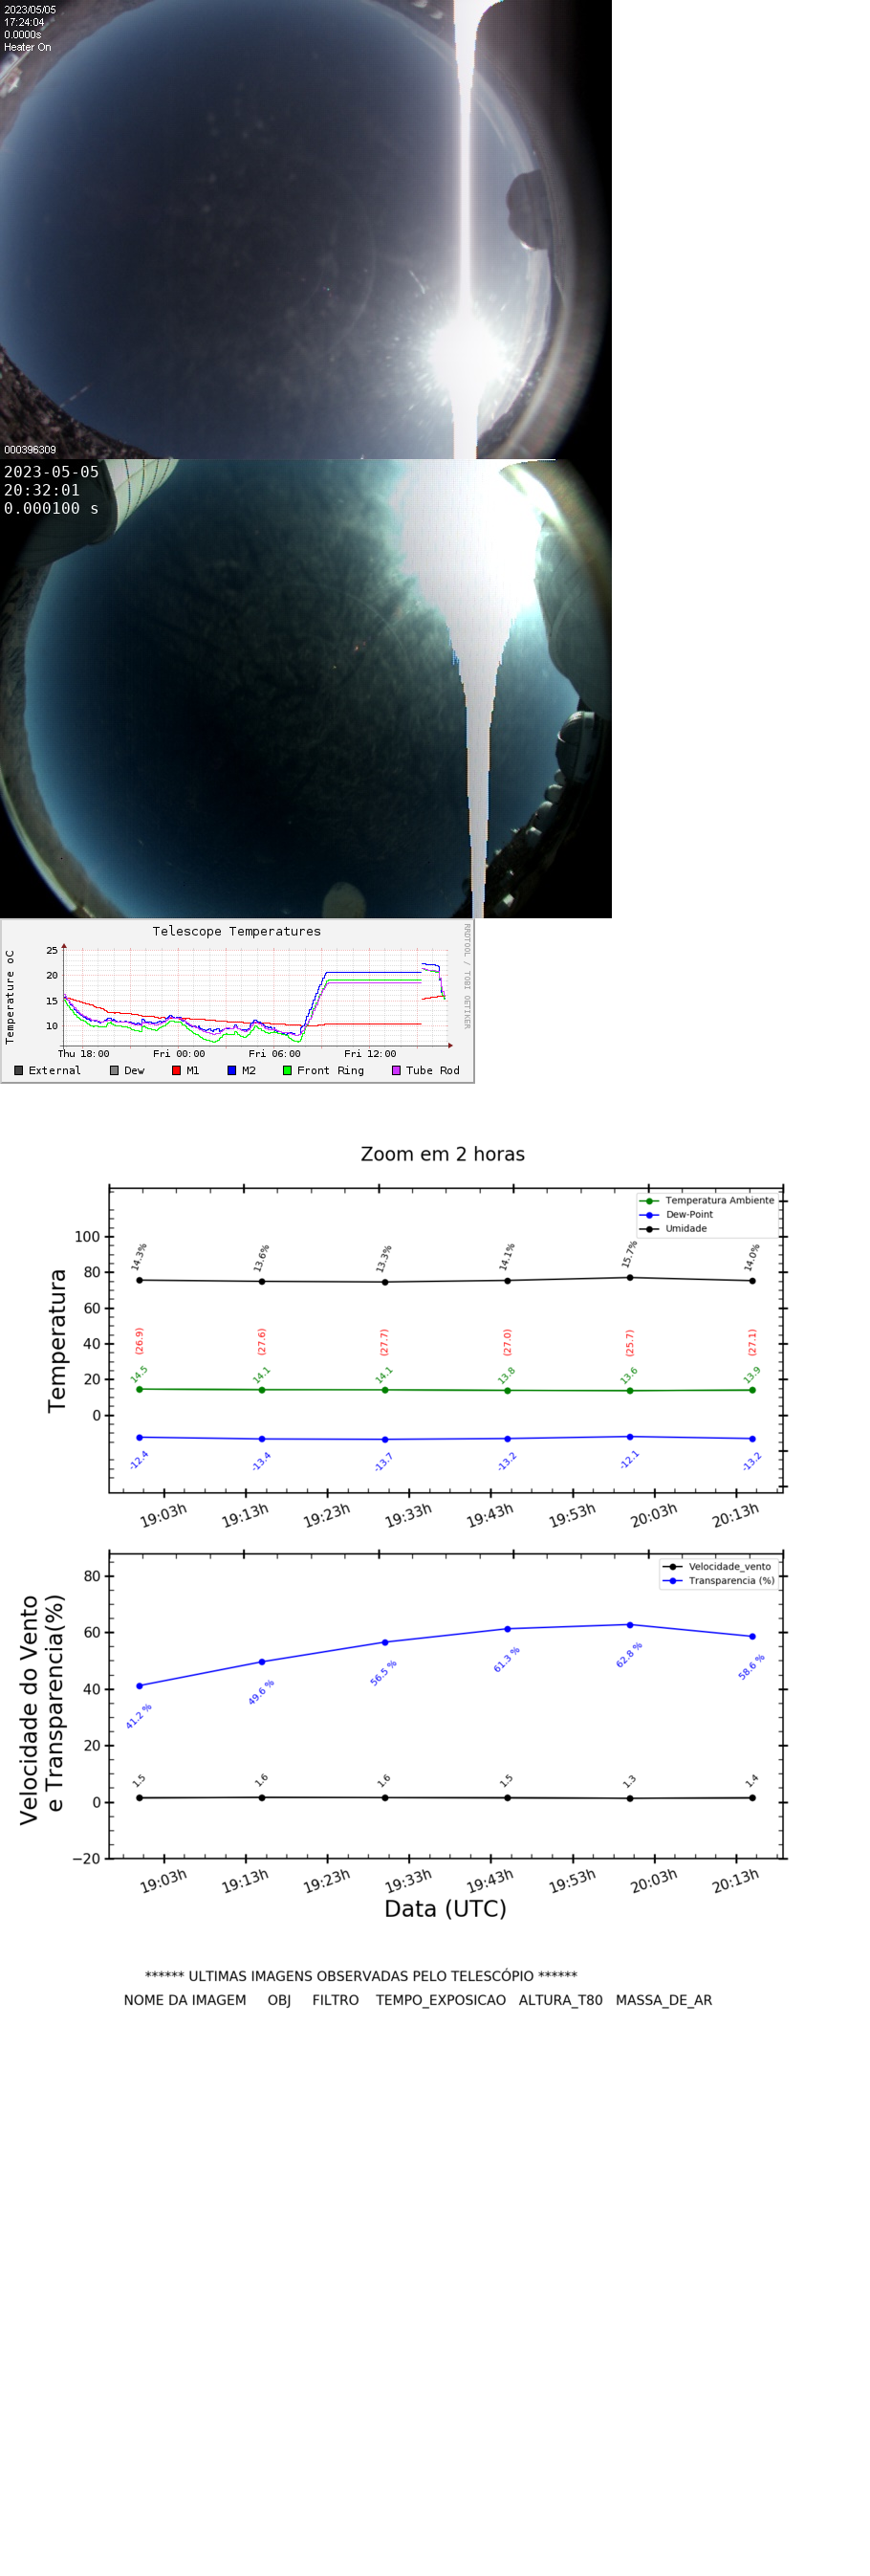 2023/05/05
17:24:04
0.0000s
Heater On
000396309
2023-05-05
20:32:01
0.000100 s
Telescope Temperatures
RRDTOOL / TOBI OETIKER
Temperature oC
25
20
15
10
Thu 18:00 Fri 00:00 Fri 06:00 Fri 12:00
External Dew M1 M2 Front Ring Tube Rod
Zoom em 2 horas
Temperatura
Temperatura Ambiente
Dew-Point
Umidade
100
80
60
40
20
0
14.3% 13.6% 13.3% 14.1% 15.7% 14.0%
(26.9) (27.6) (27.7) (27.0) (25.7) (27.1)
14.5 14.1 14.1 13.8 13.6 13.9
-12.4 -13.4 -13.7 -13.2 -12.1 -13.2
19:03h 19:13h 19:23h 19:33h 19:43h 19:53h 20:03h 20:13h
Velocidade do Vento
e Transparencia(%)
Velocidade_vento
Transparencia (%)
80
60
40
20
0
−20
41.2 % 49.6 % 56.5 % 61.3 % 62.8 % 58.6 %
1.5 1.6 1.6 1.5 1.3 1.4
19:03h 19:13h 19:23h 19:33h 19:43h 19:53h 20:03h 20:13h
Data (UTC)
****** ULTIMAS IMAGENS OBSERVADAS PELO TELESCÓPIO ******
NOME DA IMAGEM OBJ FILTRO TEMPO_EXPOSICAO ALTURA_T80 MASSA_DE_AR